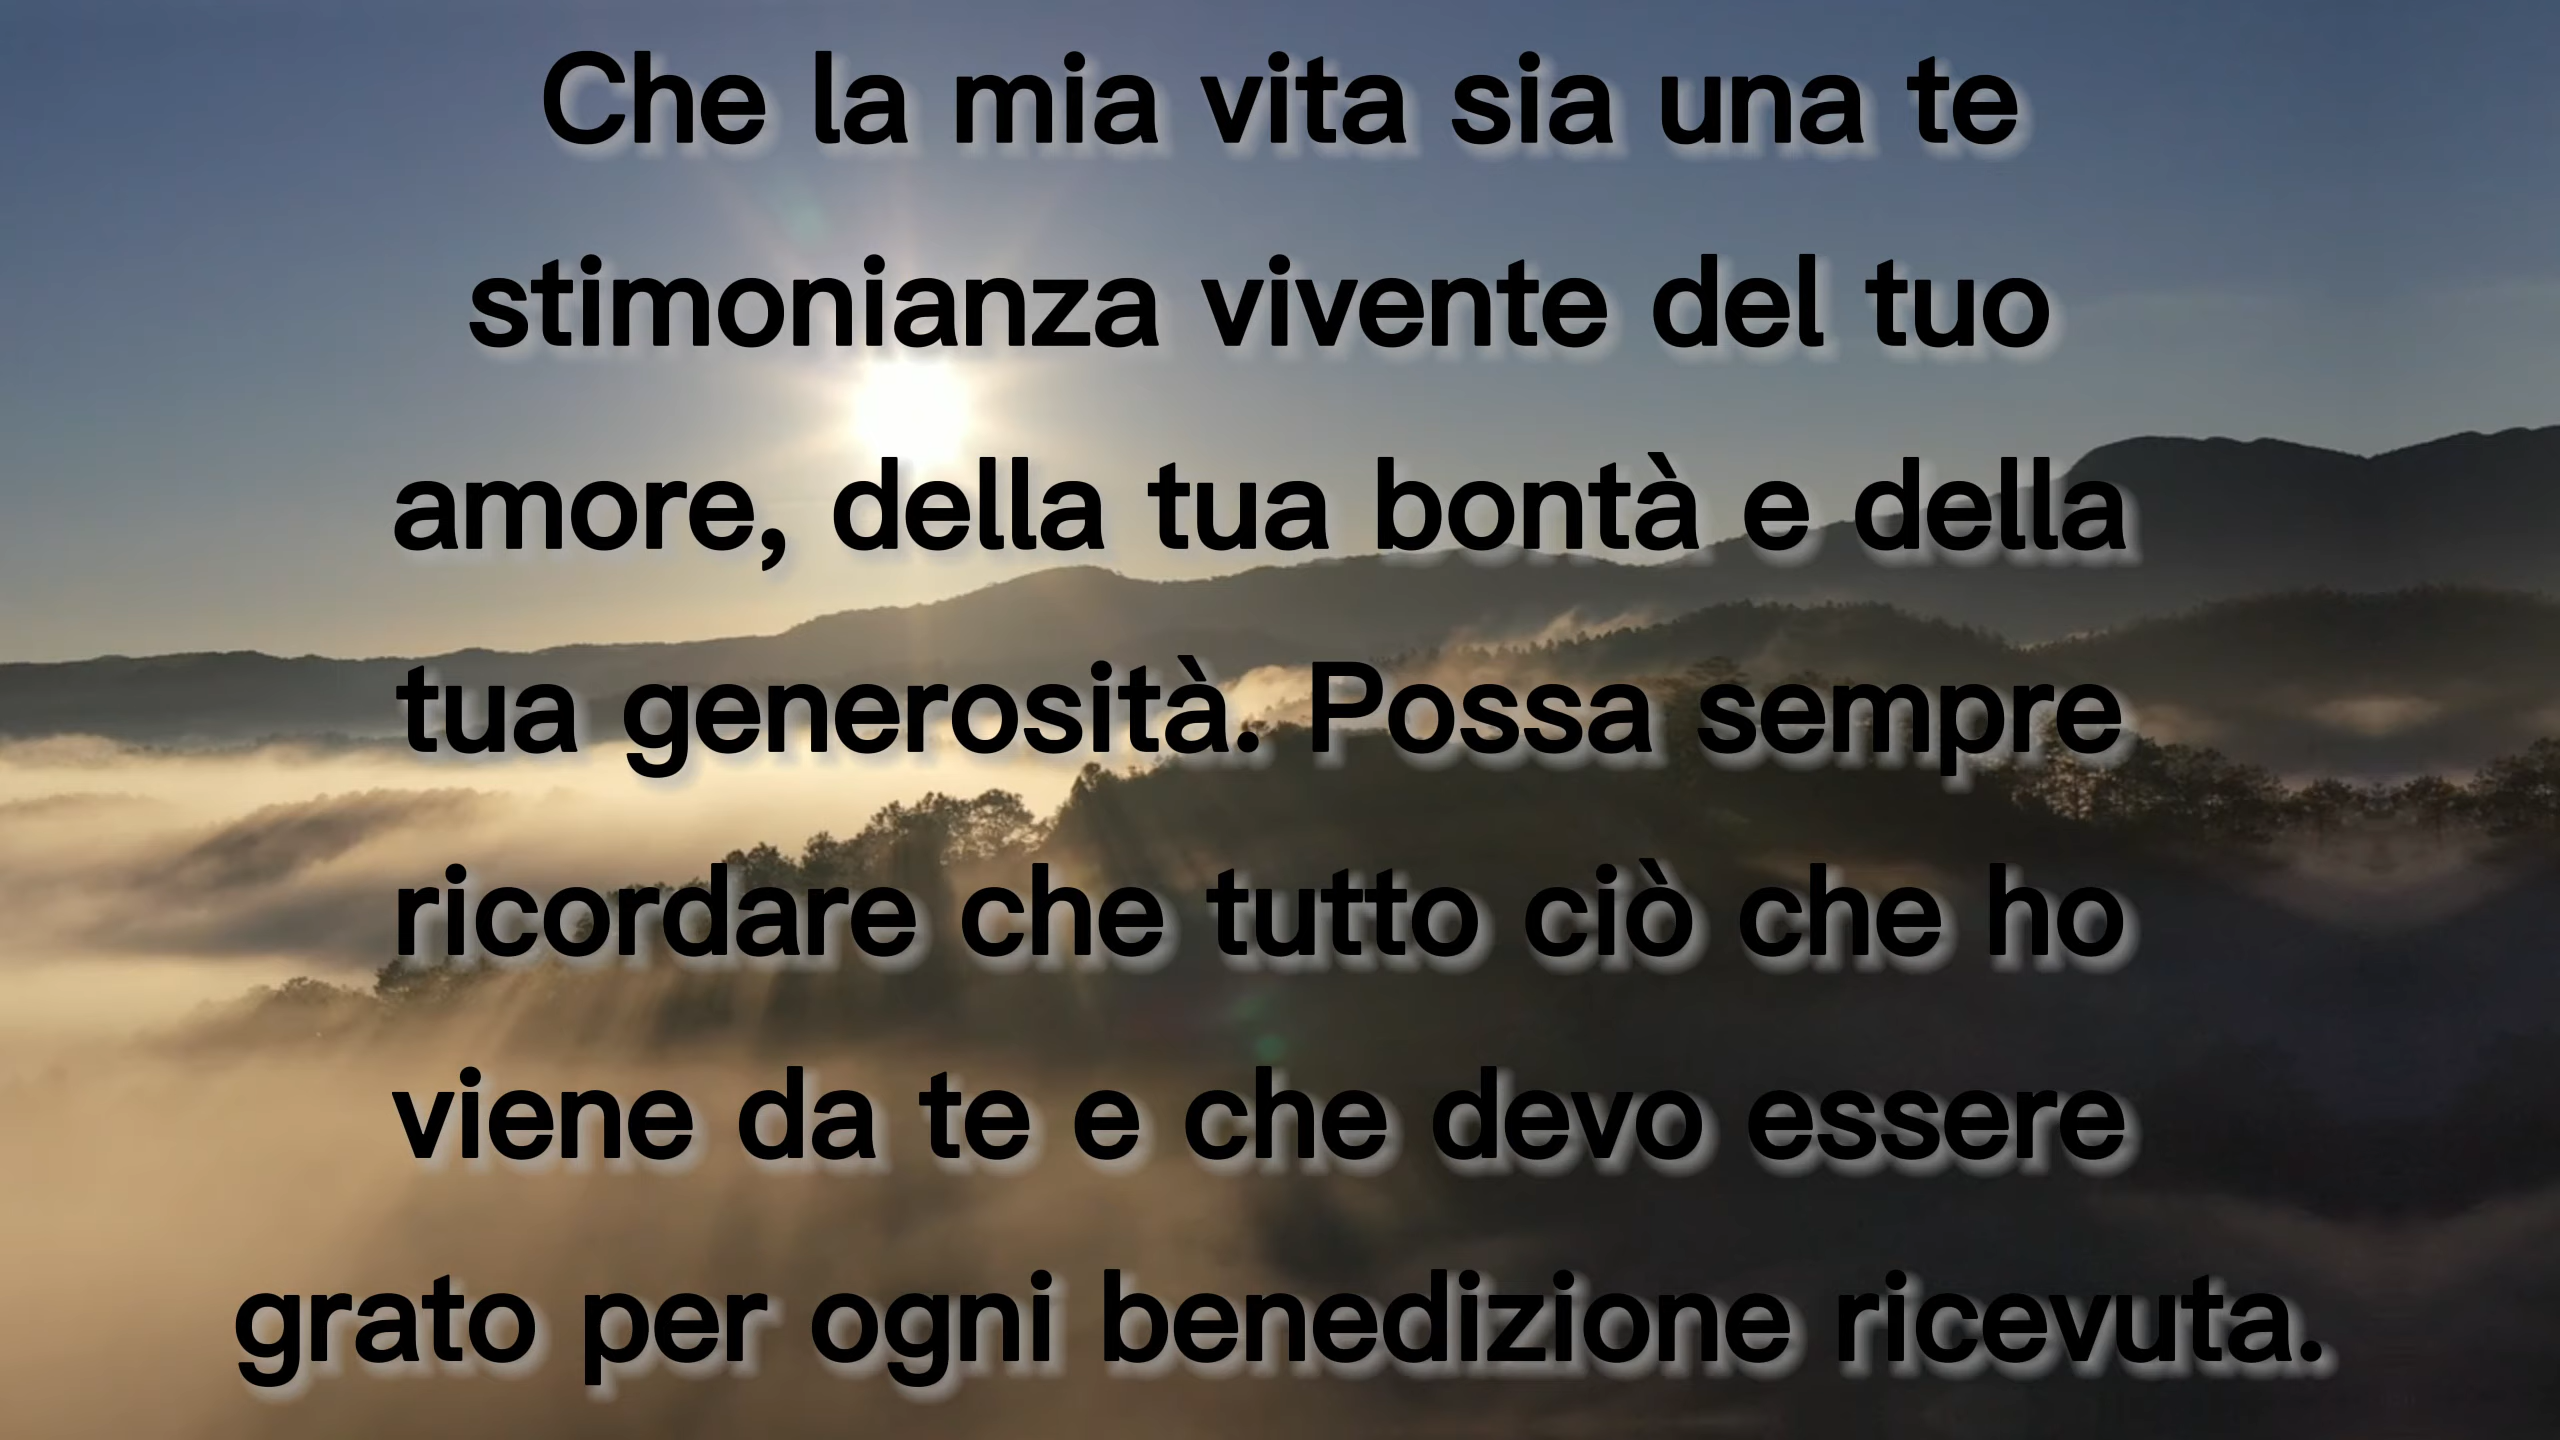 Che la mia vita sia una te
stimonianza vivente del tuo
amore, della tua bontà e della
tua generosità. Possa sempre
ricordare che tutto ciò che ho
viene da te e che devo essere
grato per ogni benedizione ricevuta.